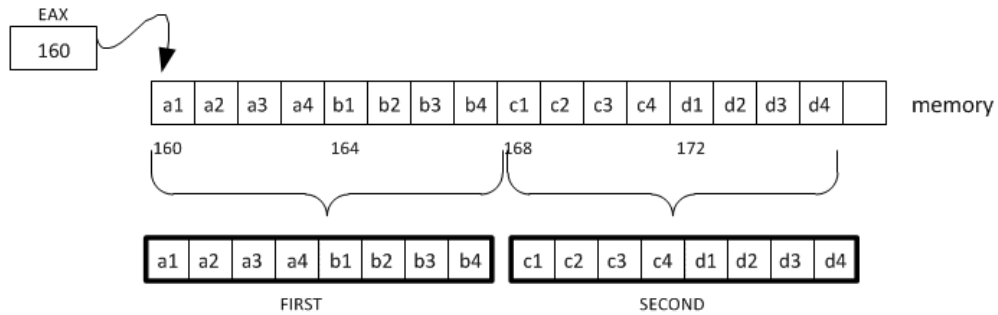 EAX
160
a1 a2 a3 a4 b1 b2 b3 b4 c1 c2 c3 c4 d1 d2 d3 d4 memory
160 164 168 172
a1 a2 a3 a4 b1 b2 b3 b4 c1 c2 c3 c4 d1 d2 d3 d4
FIRST SECOND